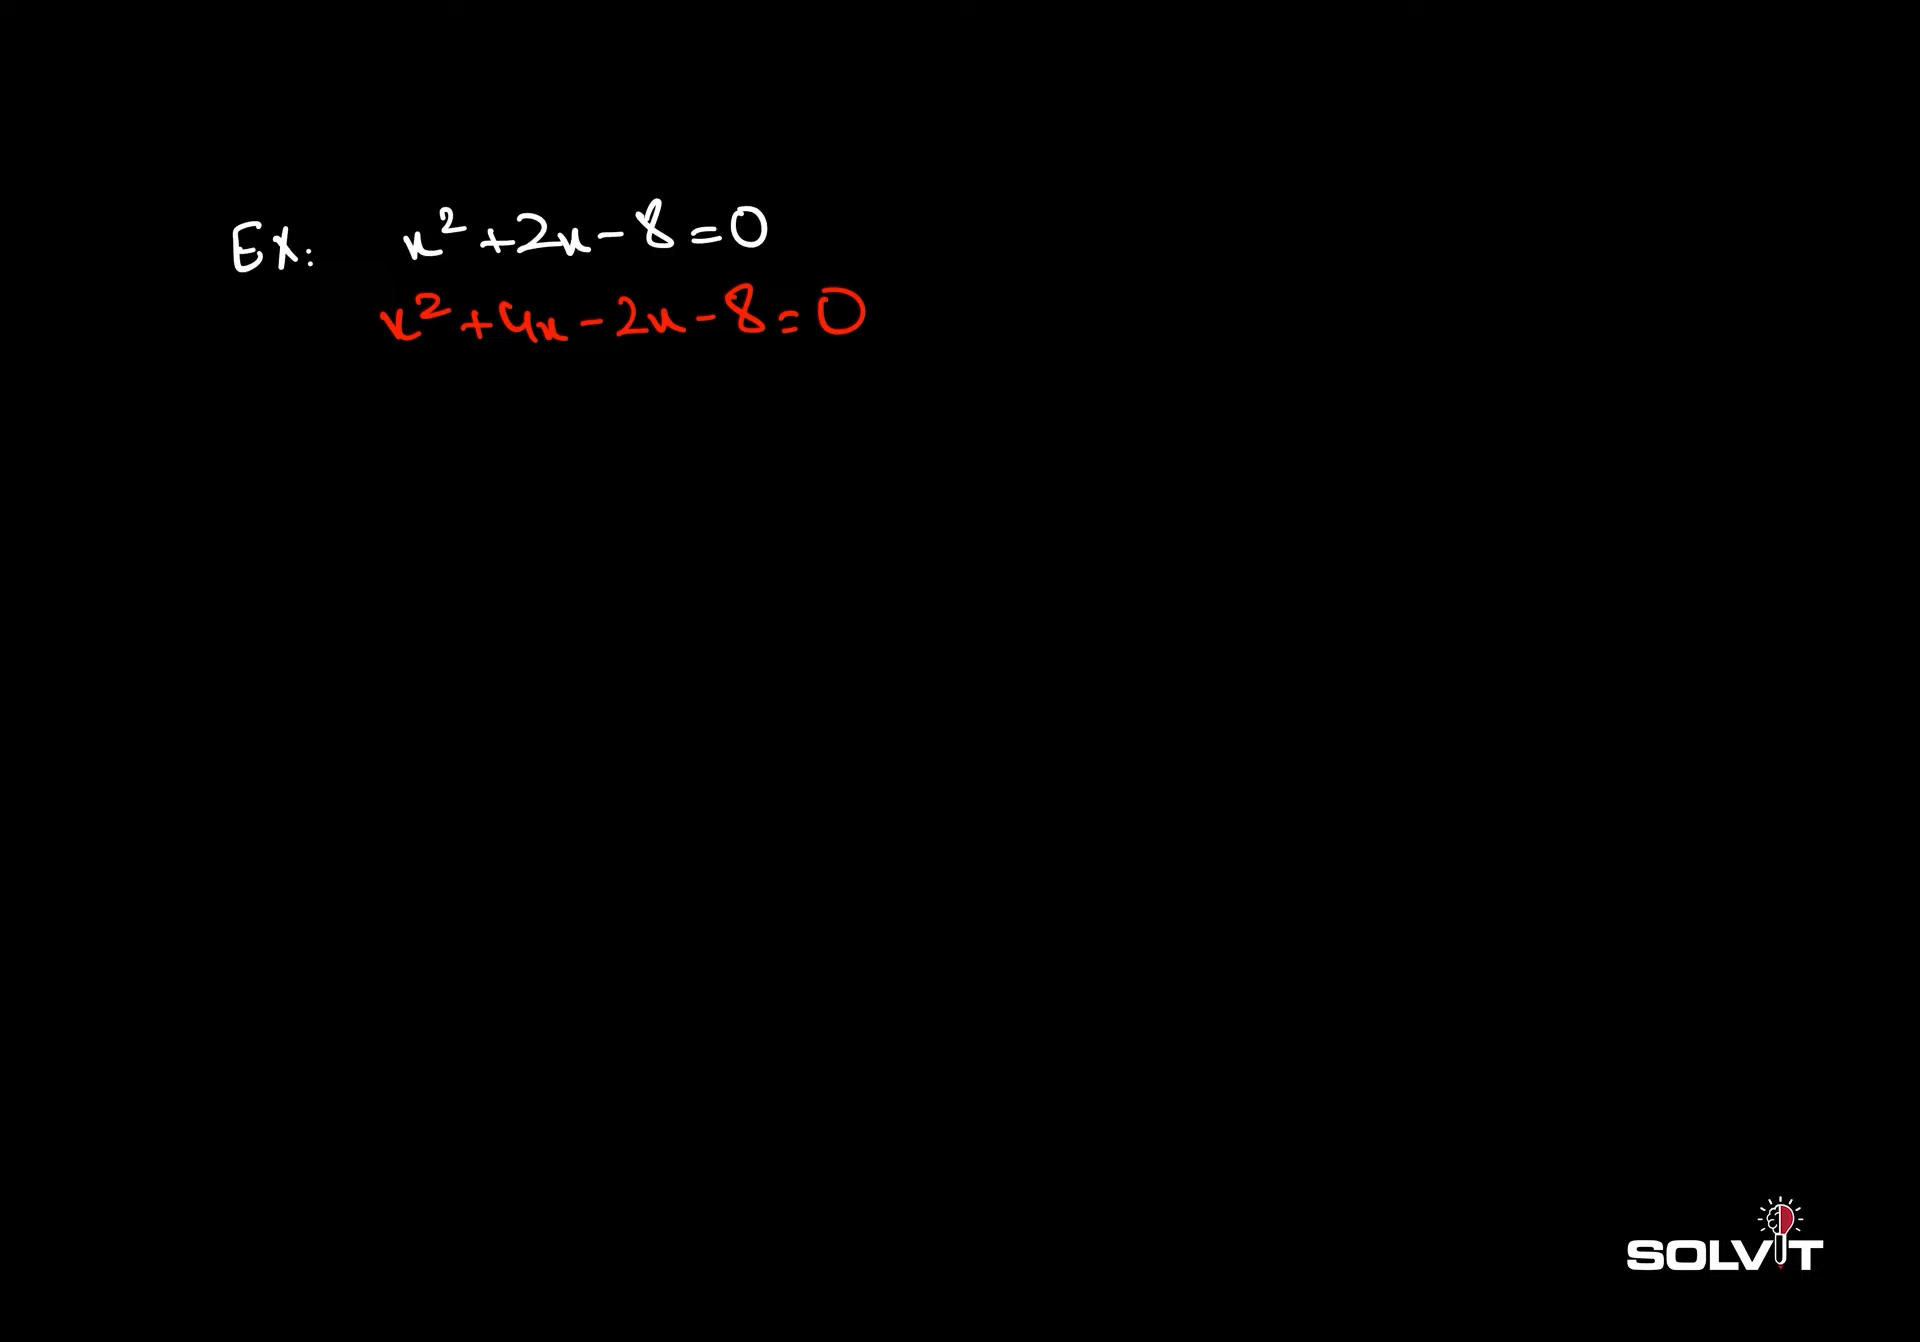 Ex: x² + 2x - 8 = 0
x² + 4x - 2x - 8 = 0
SOLVIT